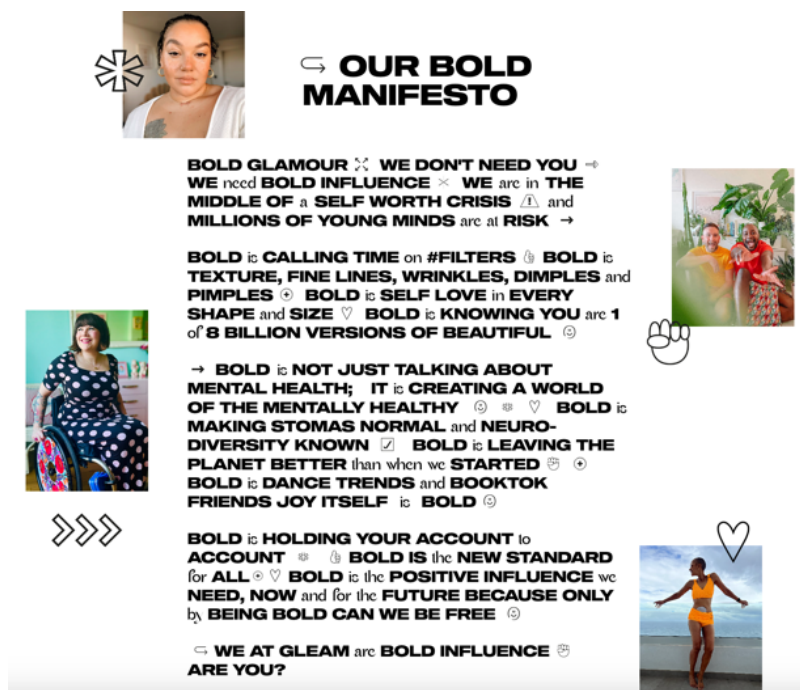 OUR BOLD
MANIFESTO
BOLD GLAMOUR WE DON'T NEED YOU
WE need BOLD INFLUENCE WE are in THE
MIDDLE OF a SELF WORTH CRISIS and
MILLIONS OF YOUNG MINDS are at RISK →
BOLD is CALLING TIME on #FILTERS BOLD is
TEXTURE, FINE LINES, WRINKLES, DIMPLES and
PIMPLES BOLD is SELF LOVE in EVERY
SHAPE and SIZE ♡ BOLD is KNOWING YOU are 1
of 8 BILLION VERSIONS OF BEAUTIFUL
→ BOLD is NOT JUST TALKING ABOUT
MENTAL HEALTH; IT is CREATING A WORLD
OF THE MENTALLY HEALTHY ♡ BOLD is
MAKING STOMAS NORMAL and NEURO-
DIVERSITY KNOWN BOLD is LEAVING THE
PLANET BETTER than when we STARTED
BOLD is DANCE TRENDS and BOOKTOK
FRIENDS JOY ITSELF is BOLD
BOLD is HOLDING YOUR ACCOUNT to
ACCOUNT BOLD IS the NEW STANDARD
for ALL ♡ BOLD is the POSITIVE INFLUENCE we
NEED, NOW and for the FUTURE BECAUSE ONLY
by BEING BOLD CAN WE BE FREE
WE AT GLEAM are BOLD INFLUENCE
ARE YOU?